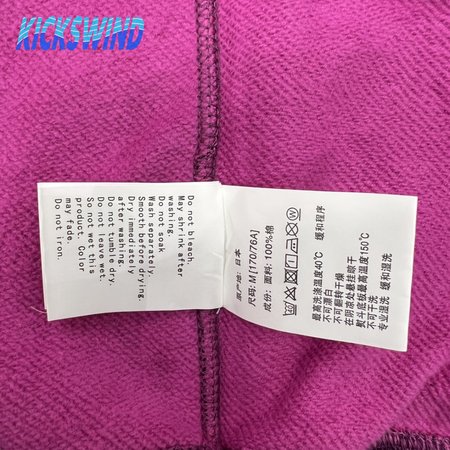 KICKSWIND
Do not bleach.
May shrink after
washing.
Do not soak
Wash separately.
Smooth before drying
Dry immediately
after washing.
Do not tumble dry.
Do not leave wet.
So not wet this
product. Color
may fade.
Do not iron.
原产地: 日本
尺码: M [170/76A]
成份: 面料: 100%棉
缓和程序
最高洗涤温度40℃
不可漂白
不可翻转干燥
在阴凉处悬挂晾干
熨斗底板最高温度150℃
不可干洗
专业湿洗 缓和湿洗